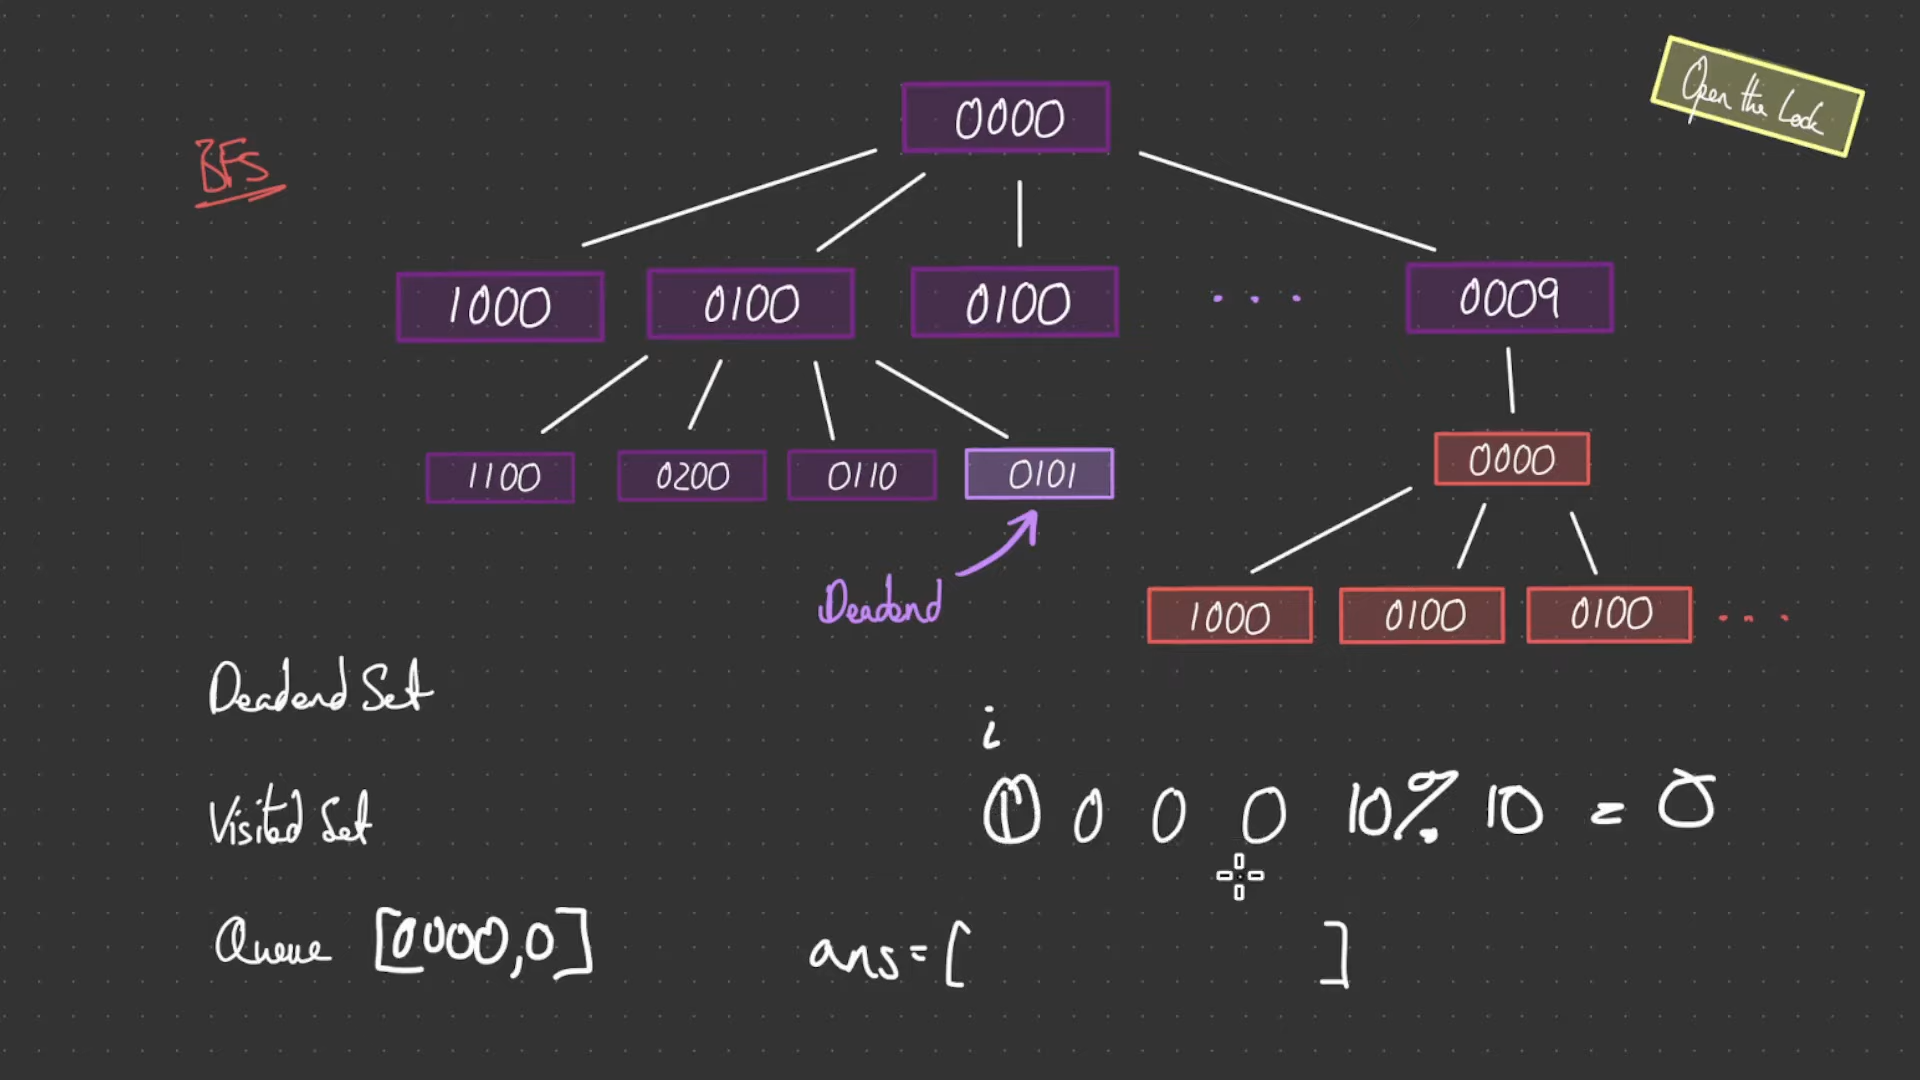 Open the Lock
0000
BFS
1000 0100 0100 . . . 0009
0000
1100 0200 0110 0101
Deadend
1000 0100 0100 . . .
Deadend Set
i
Visited Set
0 0 0 10% 10 = 0
Queue [0000,0]
ans=[ ]